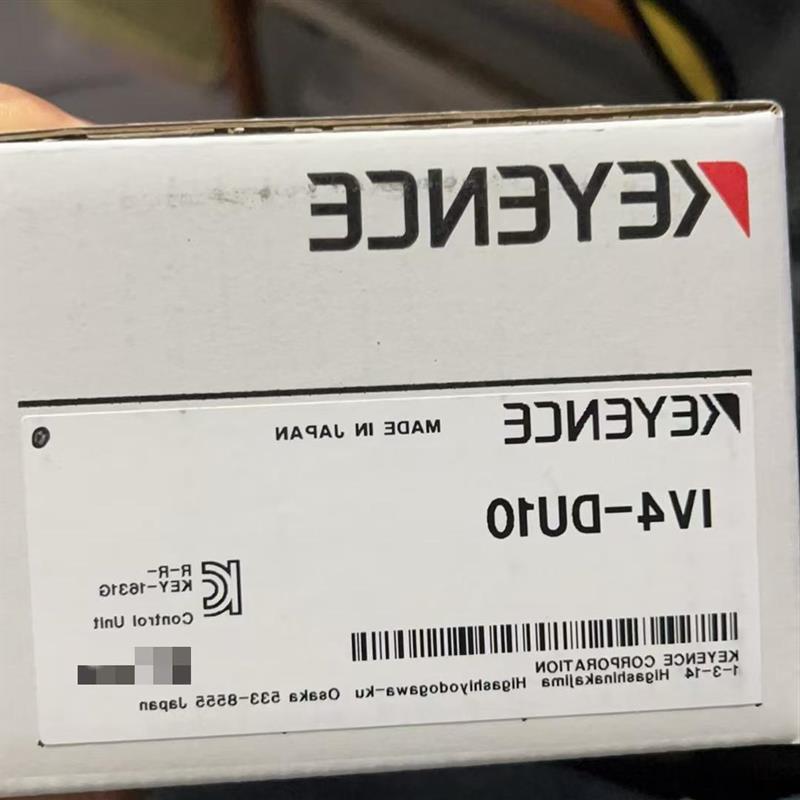 KEYENCE
KEYENCE
MADE IN JAPAN
IV4-DU10
R-R-
KEY-1631G
Control Unit
KEYENCE CORPORATION
1-3-14 Higashinakajima Higashiyodogawa-ku Osaka 533-8555 Japan